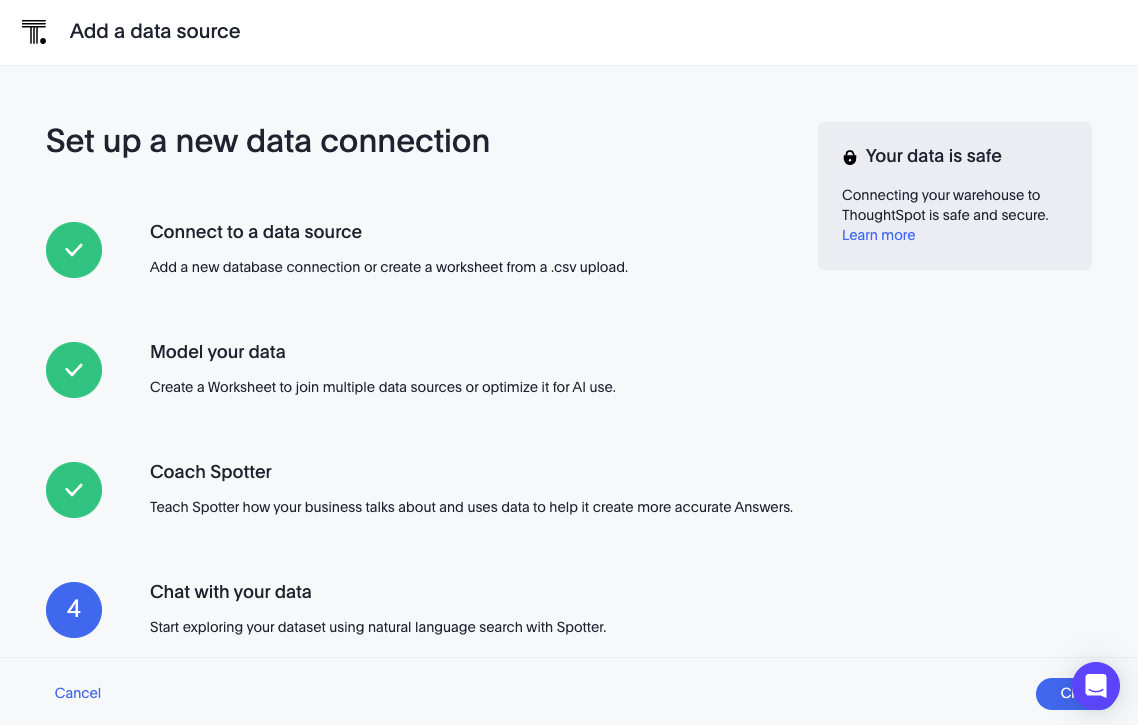 T.
Add a data source
Set up a new data connection
Your data is safe
Connecting your warehouse to
ThoughtSpot is safe and secure.
Learn more
Connect to a data source
Add a new database connection or create a worksheet from a .csv upload.
Model your data
Create a Worksheet to join multiple data sources or optimize it for AI use.
Coach Spotter
Teach Spotter how your business talks about and uses data to help it create more accurate Answers.
4
Chat with your data
Start exploring your dataset using natural language search with Spotter.
Cancel